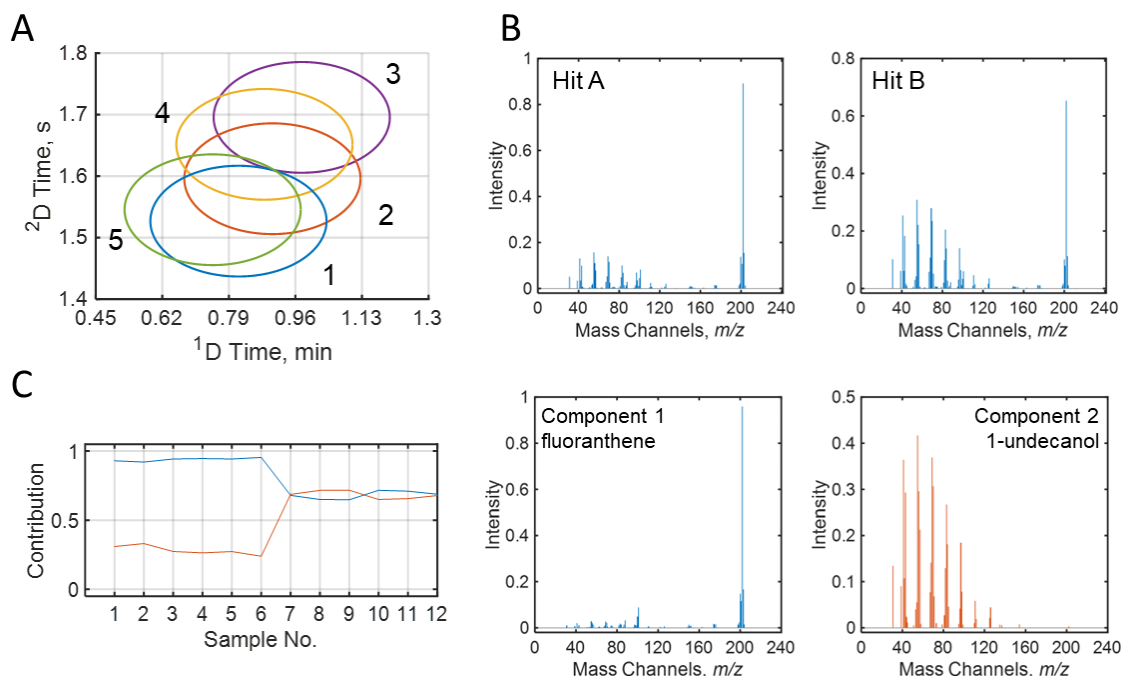 A
1.8
1.7
1.6
1.5
1.4
0.45 0.62 0.79 0.96 1.13 1.3
2D Time, s
1D Time, min
3
4
2
5
1
B
Hit A
1
0.8
0.6
0.4
0.2
0
0 40 80 120 160 200 240
Intensity
Mass Channels, m/z
Hit B
1
0.8
0.6
0.4
0.2
0
0 40 80 120 160 200 240
Intensity
Mass Channels, m/z
C
1
0.5
0
1 2 3 4 5 6 7 8 9 10 11 12
Contribution
Sample No.
Component 1
fluoranthene
1
0.8
0.6
0.4
0.2
0
0 40 80 120 160 200 240
Intensity
Mass Channels, m/z
Component 2
1-undecanol
0.5
0.4
0.3
0.2
0.1
0
0 40 80 120 160 200 240
Intensity
Mass Channels, m/z